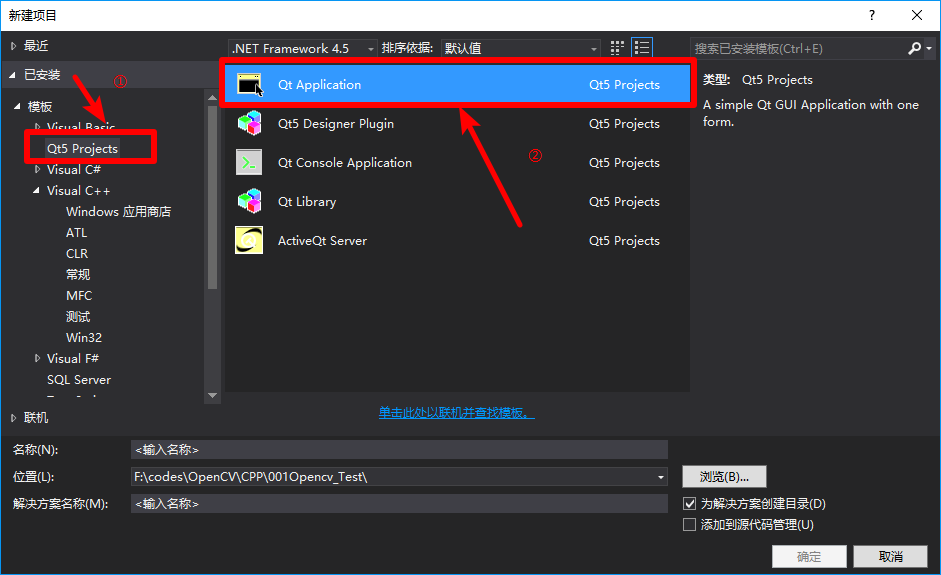 新建项目
?
最近
.NET Framework 4.5 排序依据: 默认值
搜索已安装模板(Ctrl+E)
已安装
①
模板
Visual Basic
Qt5 Projects
Visual C#
Visual C++
Windows 应用商店
ATL
CLR
常规
MFC
测试
Win32
Visual F#
SQL Server
联机
Qt Application Qt5 Projects
Qt5 Designer Plugin Qt5 Projects
②
Qt Console Application Qt5 Projects
Qt Library Qt5 Projects
ActiveQt Server Qt5 Projects
单击此处以联机并查找模板。
类型: Qt5 Projects
A simple Qt GUI Application with one
form.
名称(N): <输入名称>
位置(L): F:\codes\OpenCV\CPP\001Opencv_Test\
浏览(B)...
解决方案名称(M): <输入名称>
为解决方案创建目录(D)
添加到源代码管理(U)
确定
取消